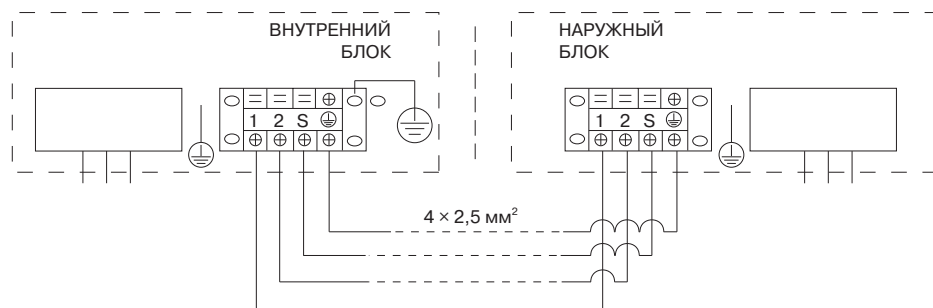 ВНУТРЕННИЙ
БЛОК
НАРУЖНЫЙ
БЛОК
1 2 S
1 2 S
4 × 2,5 мм²